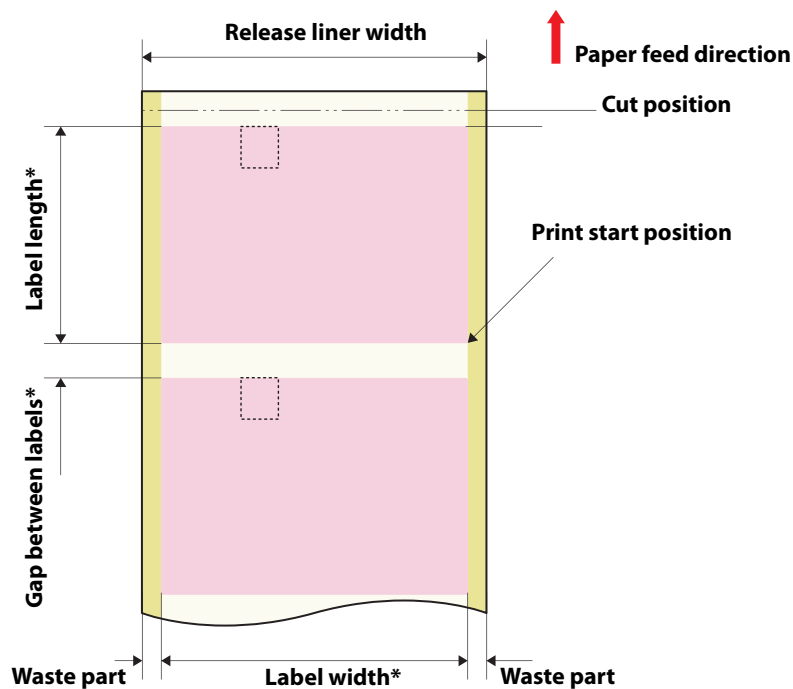 Release liner width
Paper feed direction
Cut position
Label length*
Print start position
Gap between labels*
Waste part
Label width*
Waste part